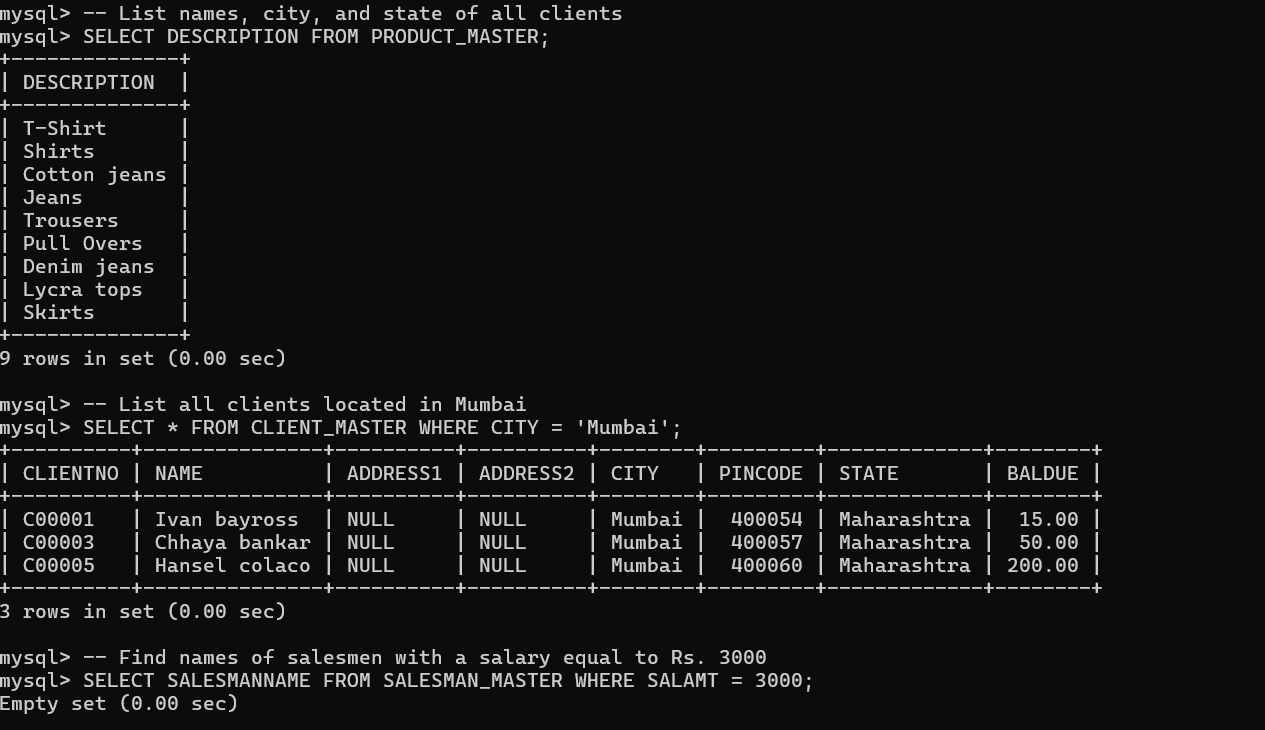 mysql> -- List names, city, and state of all clients
mysql> SELECT DESCRIPTION FROM PRODUCT_MASTER;
+--------------+
| DESCRIPTION  |
+--------------+
| T-Shirt      |
| Shirts       |
| Cotton jeans |
| Jeans        |
| Trousers     |
| Pull Overs   |
| Denim jeans  |
| Lycra tops   |
| Skirts       |
+--------------+
9 rows in set (0.00 sec)

mysql> -- List all clients located in Mumbai
mysql> SELECT * FROM CLIENT_MASTER WHERE CITY = 'Mumbai';
+----------+---------------+----------+----------+--------+---------+-------------+--------+
| CLIENTNO | NAME          | ADDRESS1 | ADDRESS2 | CITY   | PINCODE | STATE       | BALDUE |
+----------+---------------+----------+----------+--------+---------+-------------+--------+
| C00001   | Ivan bayross  | NULL     | NULL     | Mumbai |  400054 | Maharashtra |  15.00 |
| C00003   | Chhaya bankar | NULL     | NULL     | Mumbai |  400057 | Maharashtra |  50.00 |
| C00005   | Hansel colaco | NULL     | NULL     | Mumbai |  400060 | Maharashtra | 200.00 |
+----------+---------------+----------+----------+--------+---------+-------------+--------+
3 rows in set (0.00 sec)

mysql> -- Find names of salesmen with a salary equal to Rs. 3000
mysql> SELECT SALESMANNAME FROM SALESMAN_MASTER WHERE SALAMT = 3000;
Empty set (0.00 sec)